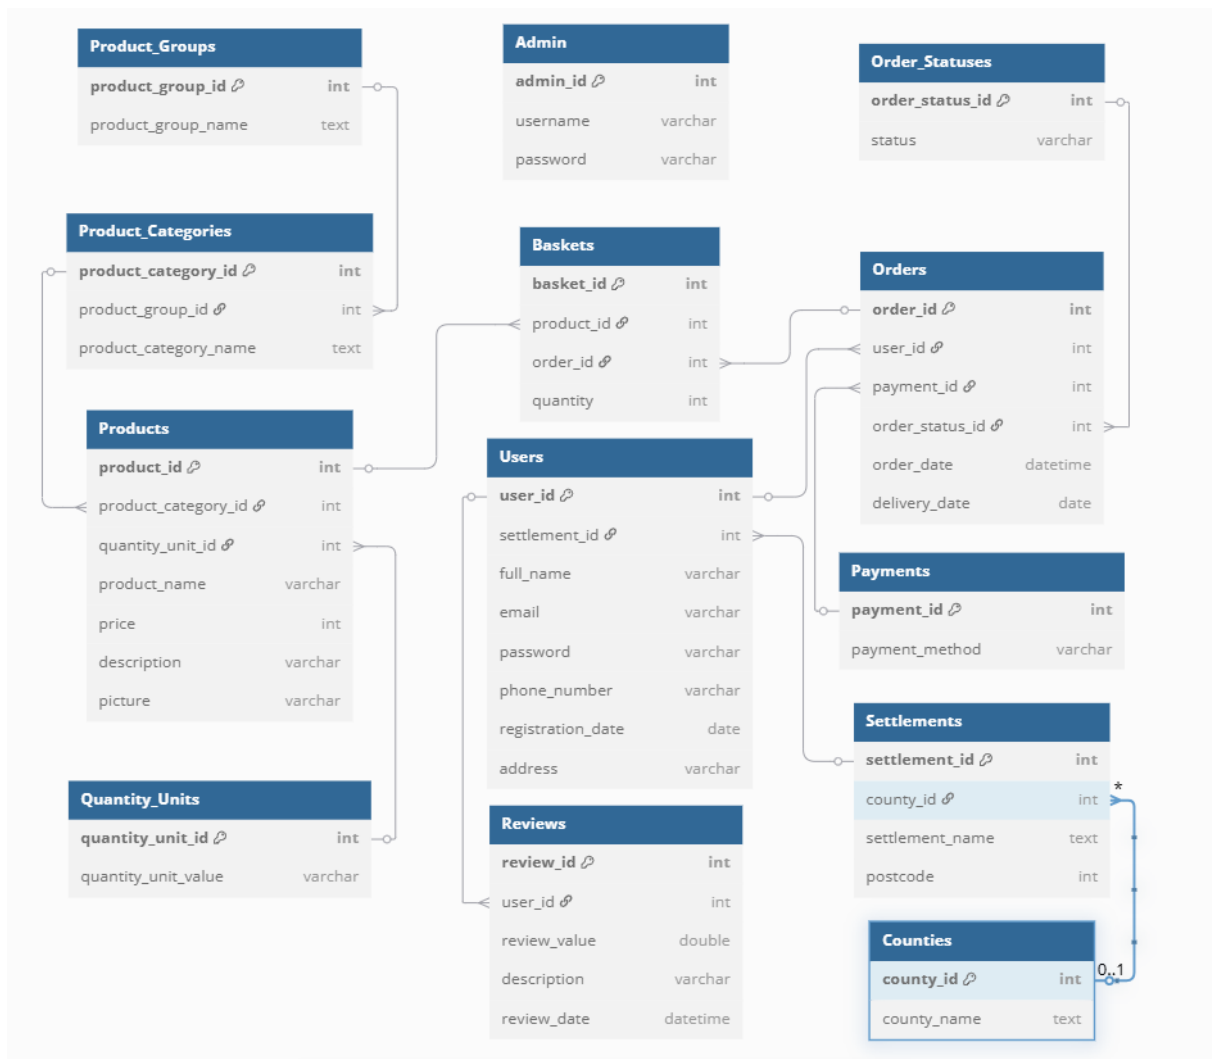 Product_Groups
product_group_id int
product_group_name text
Admin
admin_id int
username varchar
password varchar
Order_Statuses
order_status_id int
status varchar
Product_Categories
product_category_id int
product_group_id int
product_category_name text
Baskets
basket_id int
product_id int
order_id int
quantity int
Orders
order_id int
user_id int
payment_id int
order_status_id int
order_date datetime
delivery_date date
Products
product_id int
product_category_id int
quantity_unit_id int
product_name varchar
price int
description varchar
picture varchar
Users
user_id int
settlement_id int
full_name varchar
email varchar
password varchar
phone_number varchar
registration_date date
address varchar
Payments
payment_id int
payment_method varchar
Settlements
settlement_id int
county_id int *
settlement_name text
postcode int
Quantity_Units
quantity_unit_id int
quantity_unit_value varchar
Reviews
review_id int
user_id int
review_value double
description varchar
review_date datetime
Counties
county_id int 0..1
county_name text